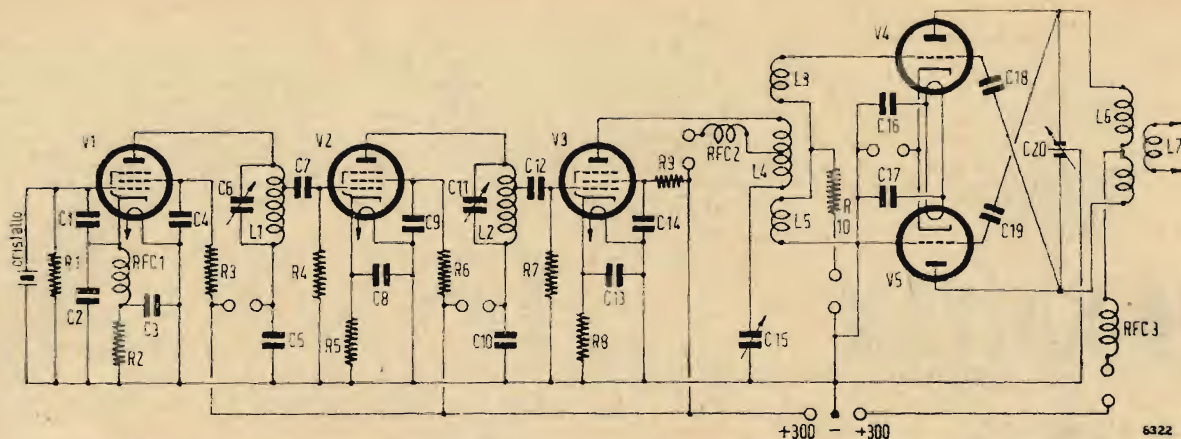 V4
L3
C18
C16
L6
V1
V2
V3
R9
RFC2
C20
L7
C7
C12
L4
C6
C11
cristallo
C1
C4
C9
C14
C17
L1
L2
L5
R
10
C19
R1
RFC1
R3
R4
R6
R7
V5
C2
C3
C8
C13
RFC3
R2
C5
R5
C10
R8
C15
+300 - +300
6322